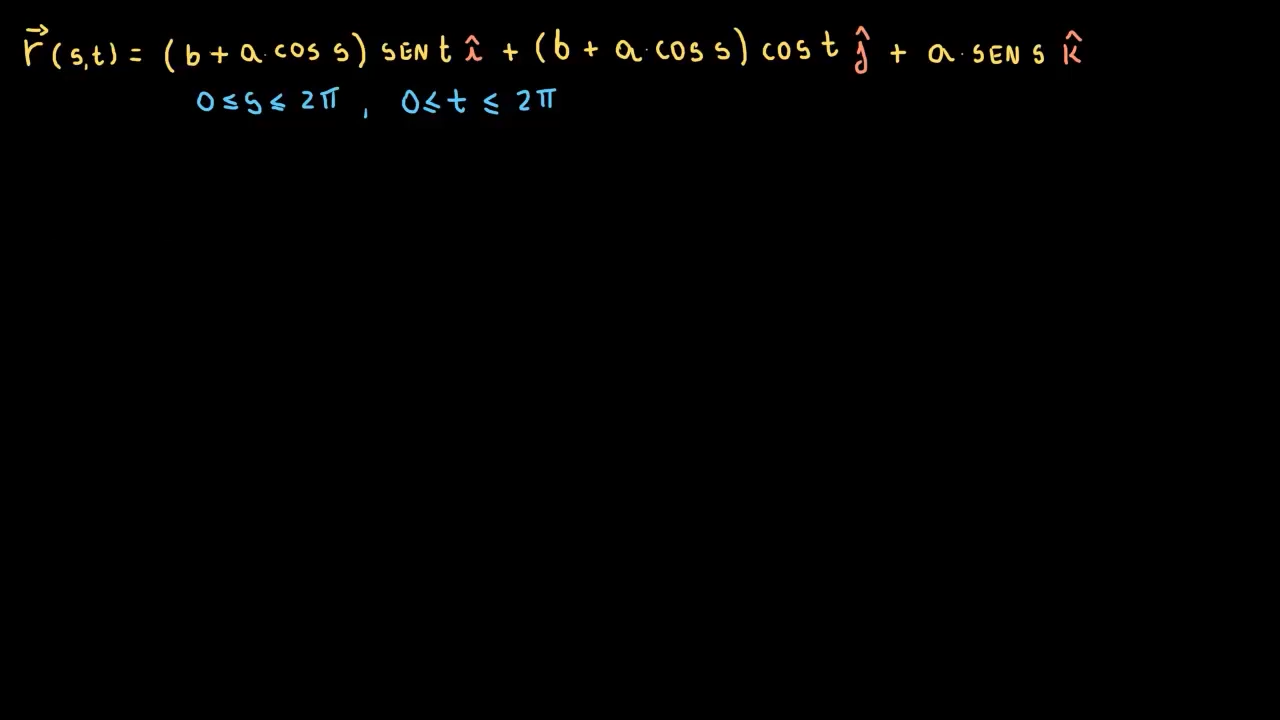 r⃗(s,t) = (b + a·cos s) SEN t î + (b + a·cos s) cos t ĵ + a·SEN s k̂
0 ≤ s ≤ 2π , 0 ≤ t ≤ 2π